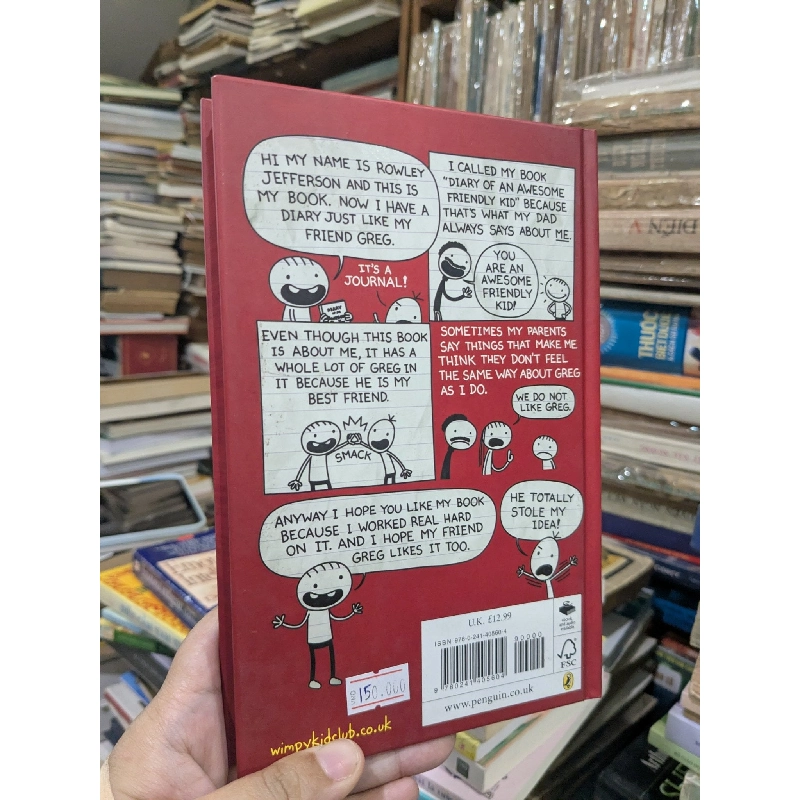 HI MY NAME IS ROWLEY
JEFFERSON AND THIS IS
MY BOOK. NOW I HAVE A
DIARY JUST LIKE MY
FRIEND GREG.
IT'S A
JOURNAL!
I CALLED MY BOOK
"DIARY OF AN AWESOME
FRIENDLY KID" BECAUSE
THAT'S WHAT MY DAD
ALWAYS SAYS ABOUT ME.
YOU
ARE AN
AWESOME
FRIENDLY
KID!
EVEN THOUGH THIS BOOK
IS ABOUT ME, IT HAS A
WHOLE LOT OF GREG IN
IT BECAUSE HE IS MY
BEST FRIEND.
SMACK
SOMETIMES MY PARENTS
SAY THINGS THAT MAKE ME
THINK THEY DON'T FEEL
THE SAME WAY ABOUT GREG
AS I DO.
WE DO NOT
LIKE GREG.
ANYWAY I HOPE YOU LIKE MY BOOK
BECAUSE I WORKED REAL HARD
ON IT. AND I HOPE MY FRIEND
GREG LIKES IT TOO.
HE TOTALLY
STOLE MY
IDEA!
U.K. £12.99
90000
www.penguin.co.uk
FSC
150.000
wimpykidclub.co.uk
THUỐC
BIỆT DƯỢC